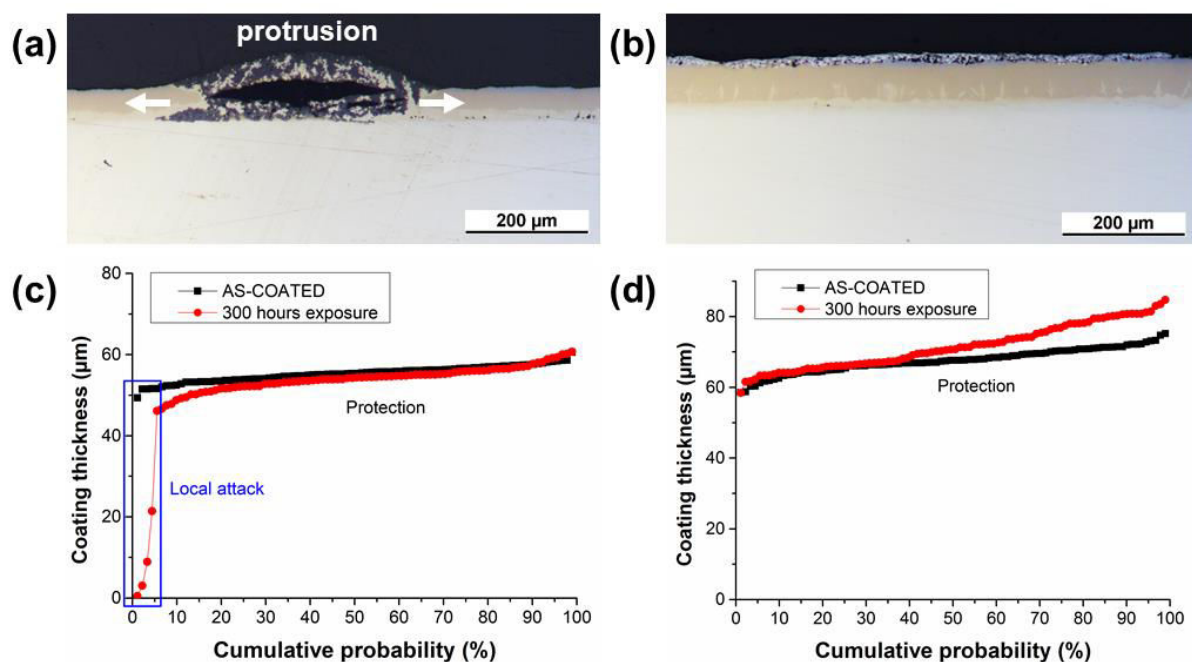 (a)
protrusion
200 µm
(b)
200 µm
(c)
80
60
40
20
0
Coating thickness (µm)
AS-COATED
300 hours exposure
Protection
Local attack
0 10 20 30 40 50 60 70 80 90 100
Cumulative probability (%)
(d)
80
60
40
20
0
Coating thickness (µm)
AS-COATED
300 hours exposure
Protection
0 10 20 30 40 50 60 70 80 90 100
Cumulative probability (%)